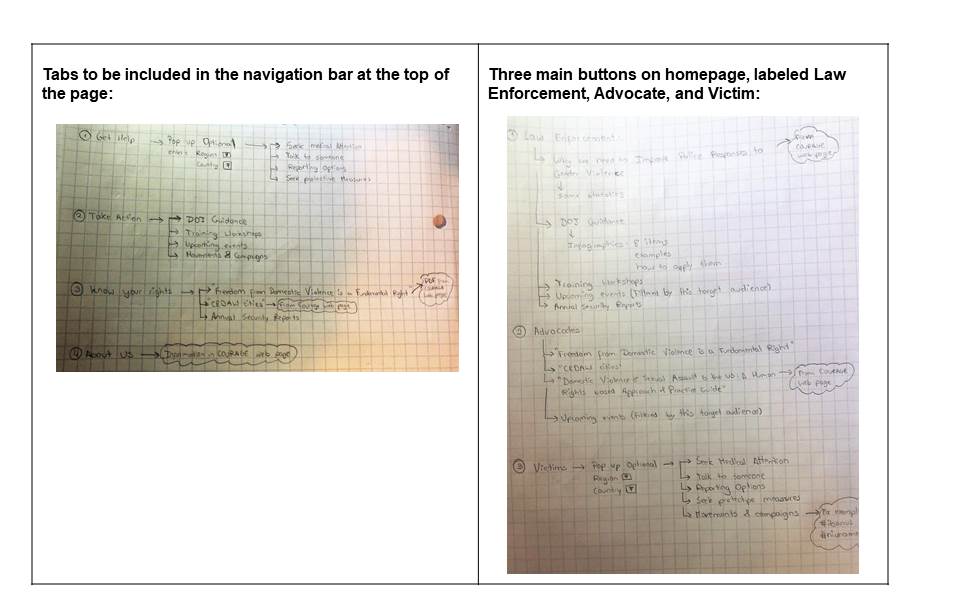 Tabs to be included in the navigation bar at the top of
the page:
① Get Help → Pop up Optional →
Region ▼
Country ▼
Seek medical Attention
Talk to someone
Reporting Options
Seek protective Measures
② Take Action →
DOJ Guidance
Training Workshops
Upcoming events
Movements & Campaigns
③ Know your rights →
"Freedom from Domestic Violence is a Fundamental Right"
from
COURAGE
web page
"CEDAW cities" → From COURAGE web page
Annual Security Reports
④ About US → Information in COURAGE web page
Three main buttons on homepage, labeled Law
Enforcement, Advocate, and Victim:
① Law Enforcement:
Why we need to Improve Police Responses to
Gender Violence
from
COURAGE
web page
some statistics
DOJ Guidance
Infographics: 8 items
examples
how to apply them
Training Workshops
Upcoming events (Filtered by this target audience)
Annual Security Reports
② Advocates
"Freedom from Domestic Violence is a Fundamental Right"
"CEDAW cities"
"Domestic Violence & Sexual Assault in the US: A Human
Rights based Approach & Practice Guide"
From COURAGE
web page
Upcoming events (filtered by this target audience)
③ Victims → Pop up Optional →
Region ▼
Country ▼
Seek Medical Attention
Talk to someone
Reporting Options
Seek measures
Movements & campaigns →
For exampl